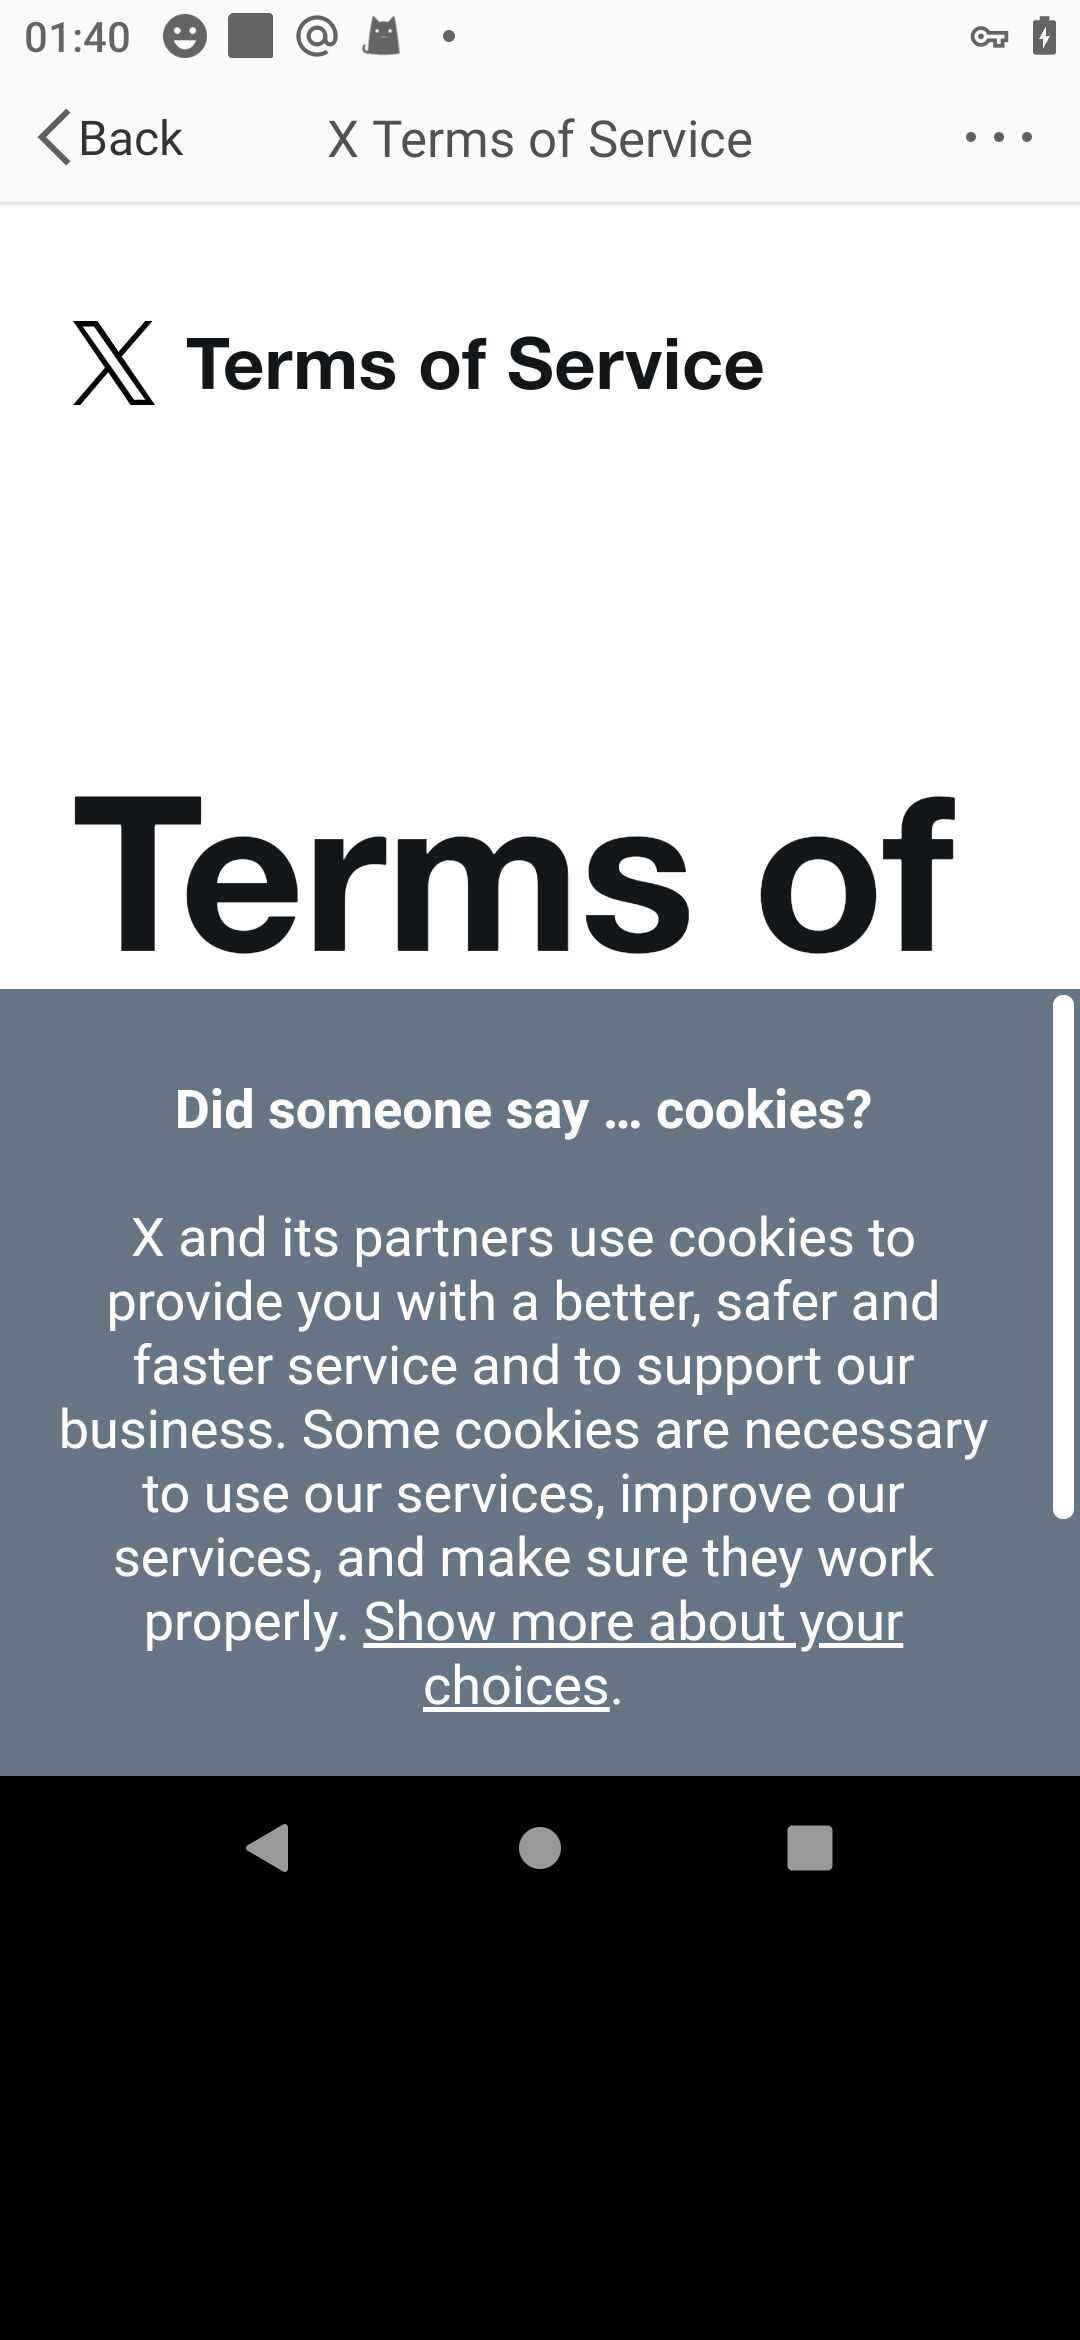 01:40
Back
X Terms of Service
Terms of Service
Terms of
Did someone say … cookies?
X and its partners use cookies to
provide you with a better, safer and
faster service and to support our
business. Some cookies are necessary
to use our services, improve our
services, and make sure they work
properly. Show more about your
choices.